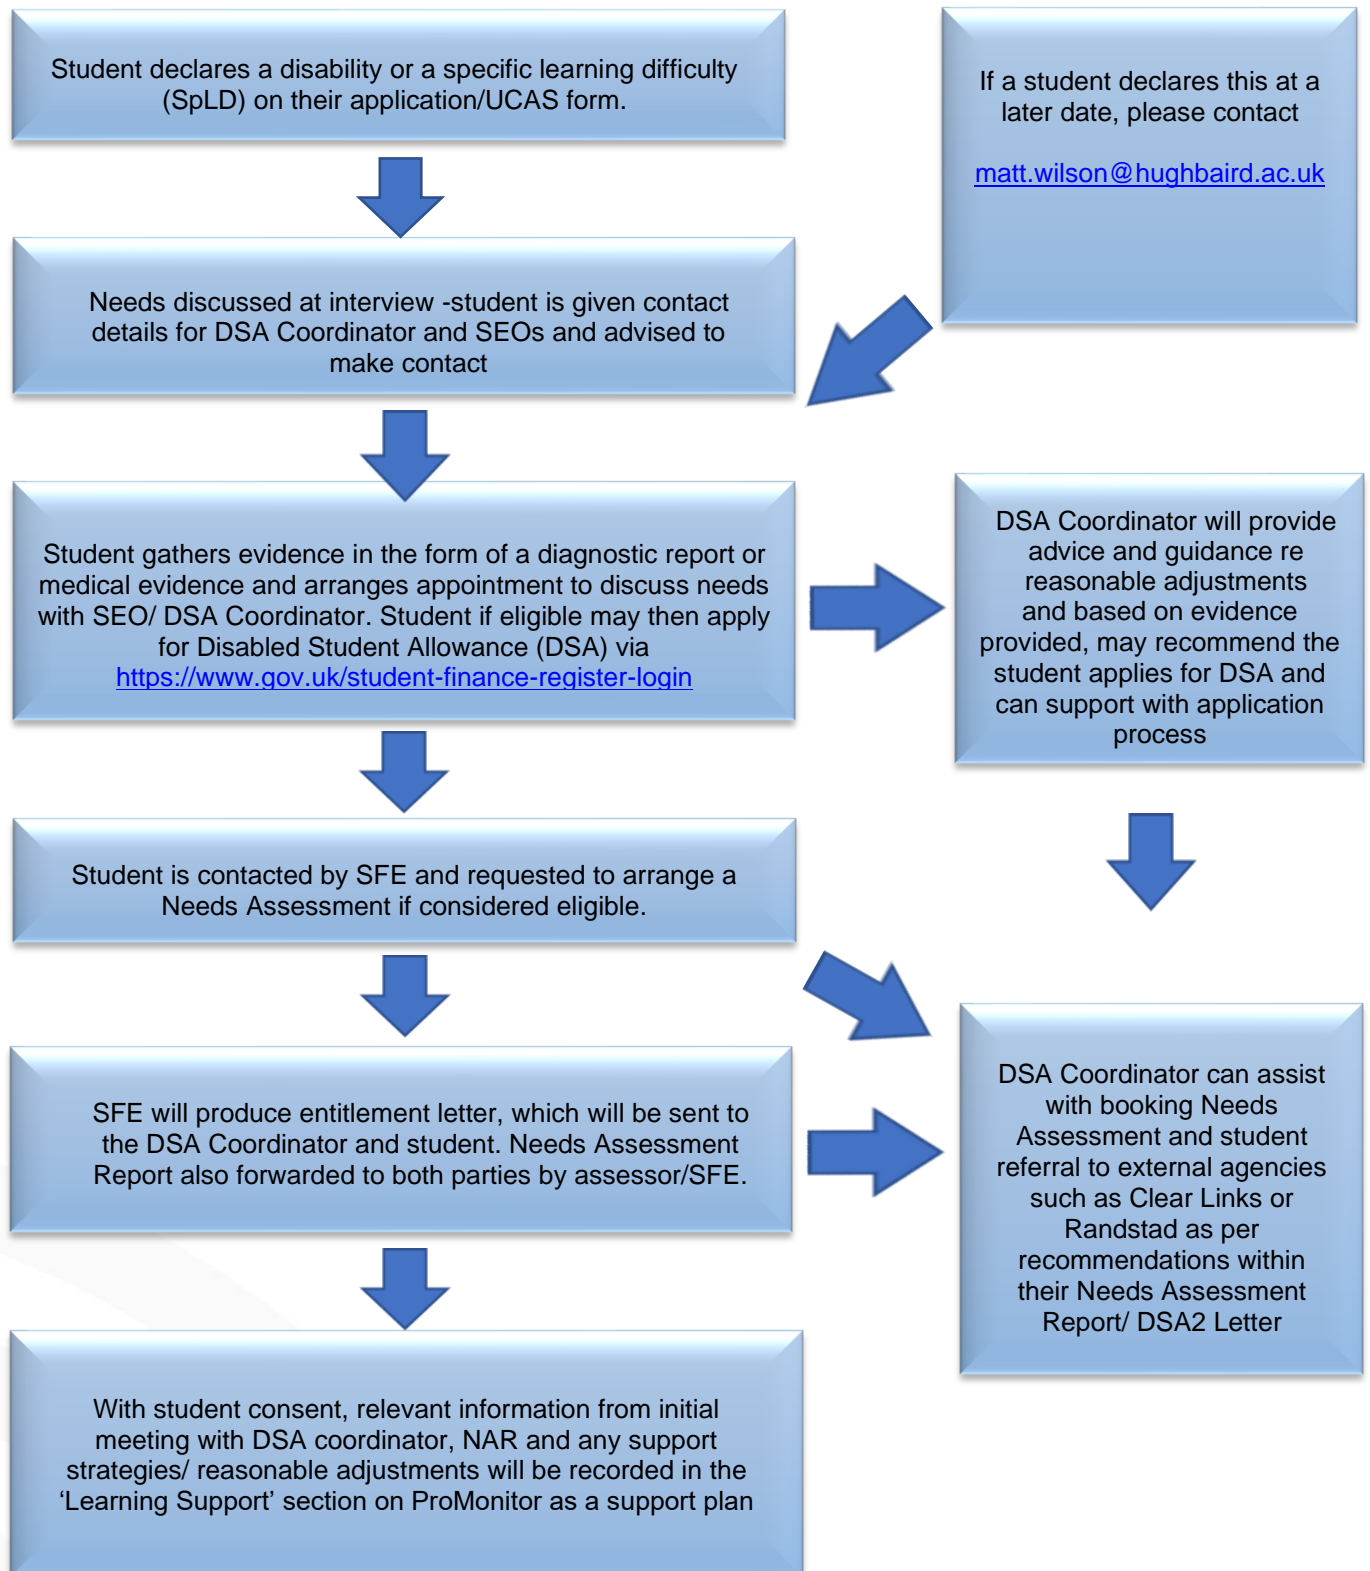 Student declares a disability or a specific learning difficulty
(SpLD) on their application/UCAS form.
If a student declares this at a
later date, please contact
matt.wilson@hughbaird.ac.uk
Needs discussed at interview -student is given contact
details for DSA Coordinator and SEOs and advised to
make contact
Student gathers evidence in the form of a diagnostic report or
medical evidence and arranges appointment to discuss needs
with SEO/ DSA Coordinator. Student if eligible may then apply
for Disabled Student Allowance (DSA) via
https://www.gov.uk/student-finance-register-login
DSA Coordinator will provide
advice and guidance re
reasonable adjustments
and based on evidence
provided, may recommend the
student applies for DSA and
can support with application
process
Student is contacted by SFE and requested to arrange a
Needs Assessment if considered eligible.
SFE will produce entitlement letter, which will be sent to
the DSA Coordinator and student. Needs Assessment
Report also forwarded to both parties by assessor/SFE.
DSA Coordinator can assist
with booking Needs
Assessment and student
referral to external agencies
such as Clear Links or
Randstad as per
recommendations within
their Needs Assessment
Report/ DSA2 Letter
With student consent, relevant information from initial
meeting with DSA coordinator, NAR and any support
strategies/ reasonable adjustments will be recorded in the
‘Learning Support’ section on ProMonitor as a support plan